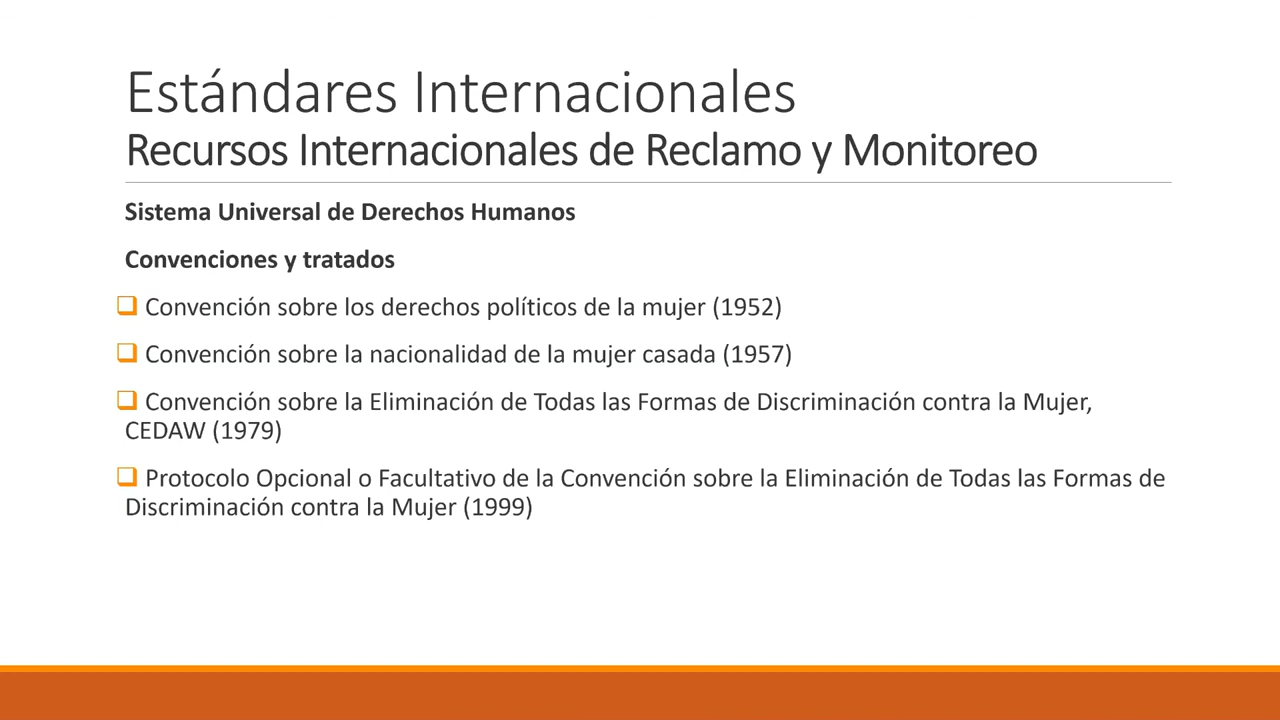 Estándares Internacionales
Recursos Internacionales de Reclamo y Monitoreo
Sistema Universal de Derechos Humanos
Convenciones y tratados
Convención sobre los derechos políticos de la mujer (1952)
Convención sobre la nacionalidad de la mujer casada (1957)
Convención sobre la Eliminación de Todas las Formas de Discriminación contra la Mujer,
CEDAW (1979)
Protocolo Opcional o Facultativo de la Convención sobre la Eliminación de Todas las Formas de
Discriminación contra la Mujer (1999)